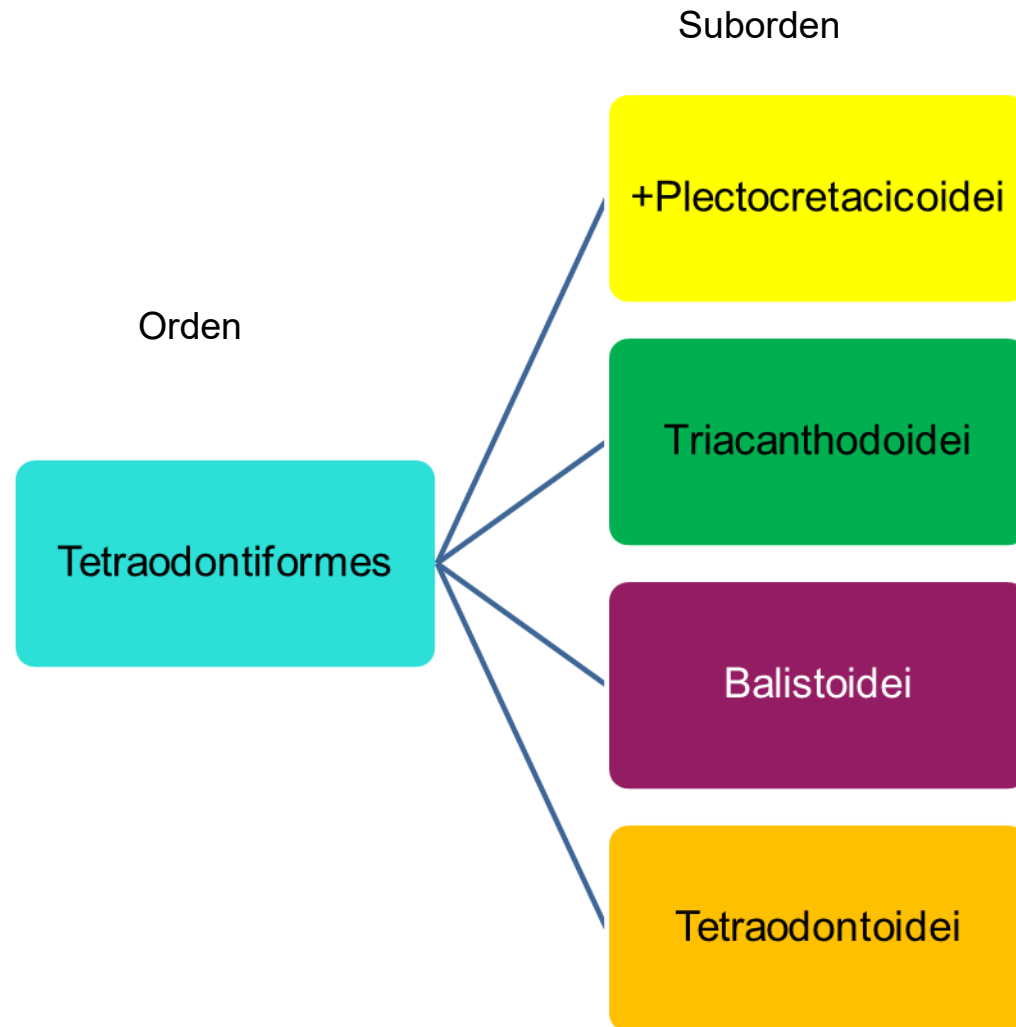 Suborden
+Plectocretacicoidei
Orden
Triacanthodoidei
Tetraodontiformes
Balistoidei
Tetraodontoidei